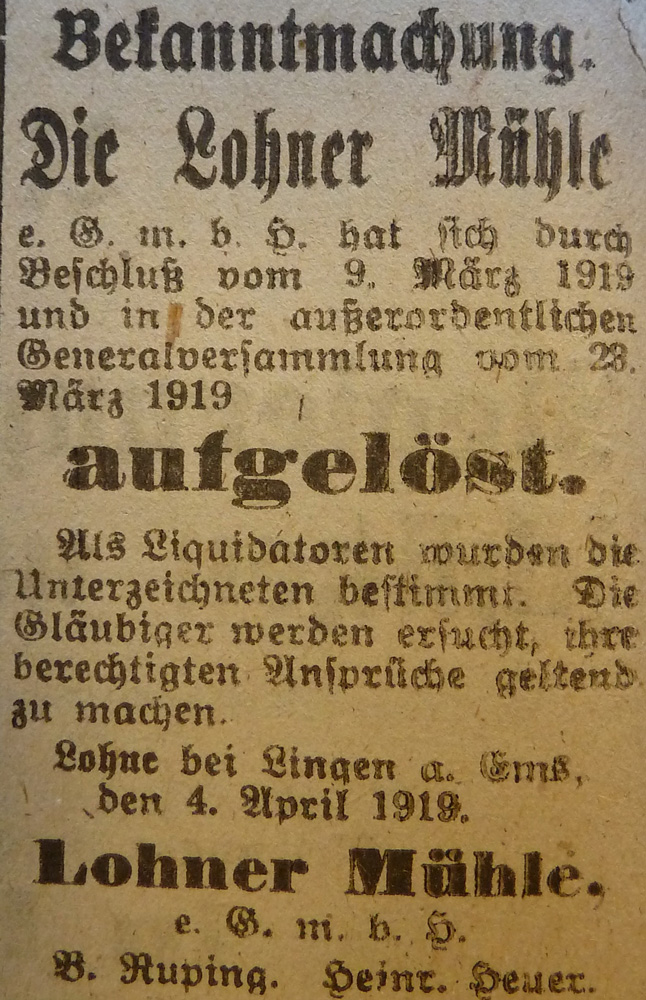 Bekanntmachung.
Die Lohner Mühle
e. G. m. b. H. hat sich durch
Beschluß vom 9. März 1919
und in der außerordentlichen
Generalversammlung vom 23.
März 1919
aufgelöst.
Als Liquidatoren wurden die
Unterzeichneten bestimmt. Die
Gläubiger werden ersucht, ihre
berechtigten Ansprüche geltend
zu machen.
Lohne bei Lingen a. Ems,
den 4. April 1919.
Lohner Mühle,
e. G. m. b. H.
B. Ruping. Heinr. Heuer.